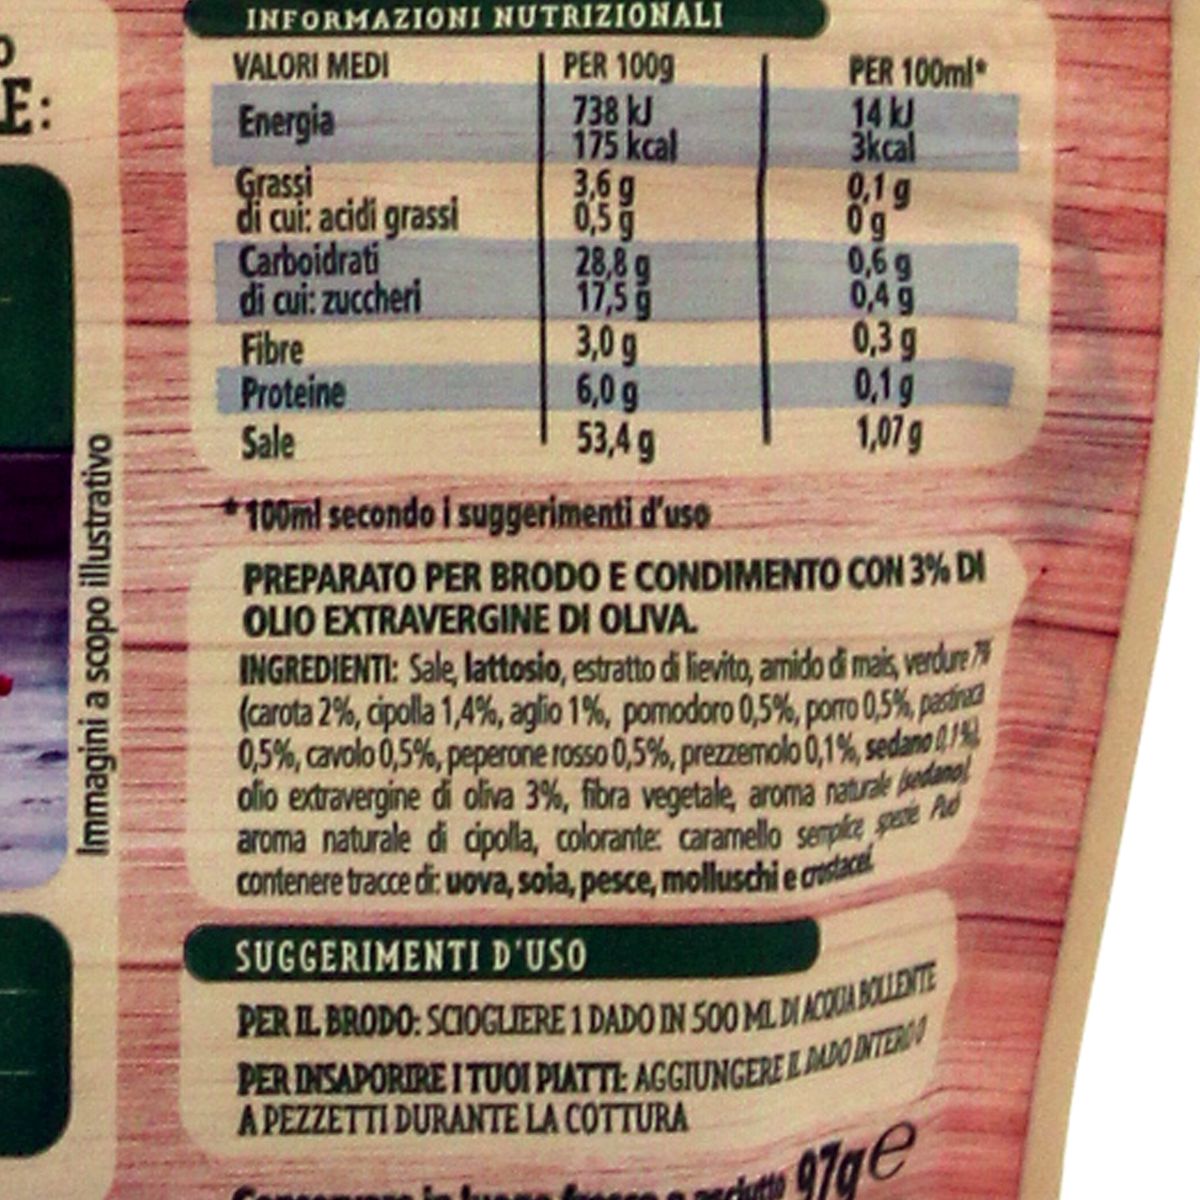 E:
INFORMAZIONI NUTRIZIONALI
VALORI MEDI PER 100g PER 100ml*
Energia 738 kJ 14 kJ
175 kcal 3kcal
Grassi 3,6 g 0,1 g
di cui: acidi grassi 0,5 g 0 g
Carboidrati 28,8 g 0,6 g
di cui: zuccheri 17,5 g 0,4 g
Fibre 3,0 g 0,3 g
Proteine 6,0 g 0,1 g
Sale 53,4 g 1,07 g
* 100ml secondo i suggerimenti d'uso
Immagini a scopo illustrativo
PREPARATO PER BRODO E CONDIMENTO CON 3% DI
OLIO EXTRAVERGINE DI OLIVA.
INGREDIENTI: Sale, lattosio, estratto di lievito, amido di mais, verdure 7%
(carota 2%, cipolla 1,4%, aglio 1%, pomodoro 0,5%, porro 0,5%, pastinaca
0,5%, cavolo 0,5%, peperone rosso 0,5%, prezzemolo 0,1%, sedano 0,1%),
olio extravergine di oliva 3%, fibra vegetale, aroma naturale (sedano)
aroma naturale di cipolla, colorante: caramello semplice, spezie. Può
contenere tracce di: uova, soia, pesce, molluschi e crostacei.
SUGGERIMENTI D'USO
PER IL BRODO: SCIOGLIERE 1 DADO IN 500 ML DI ACQUA BOLLENTE
PER INSAPORIRE I TUOI PIATTI: AGGIUNGERE IL DADO INTERO O
A PEZZETTI DURANTE LA COTTURA
Conservare in luogo fresco e asciutto 97g e